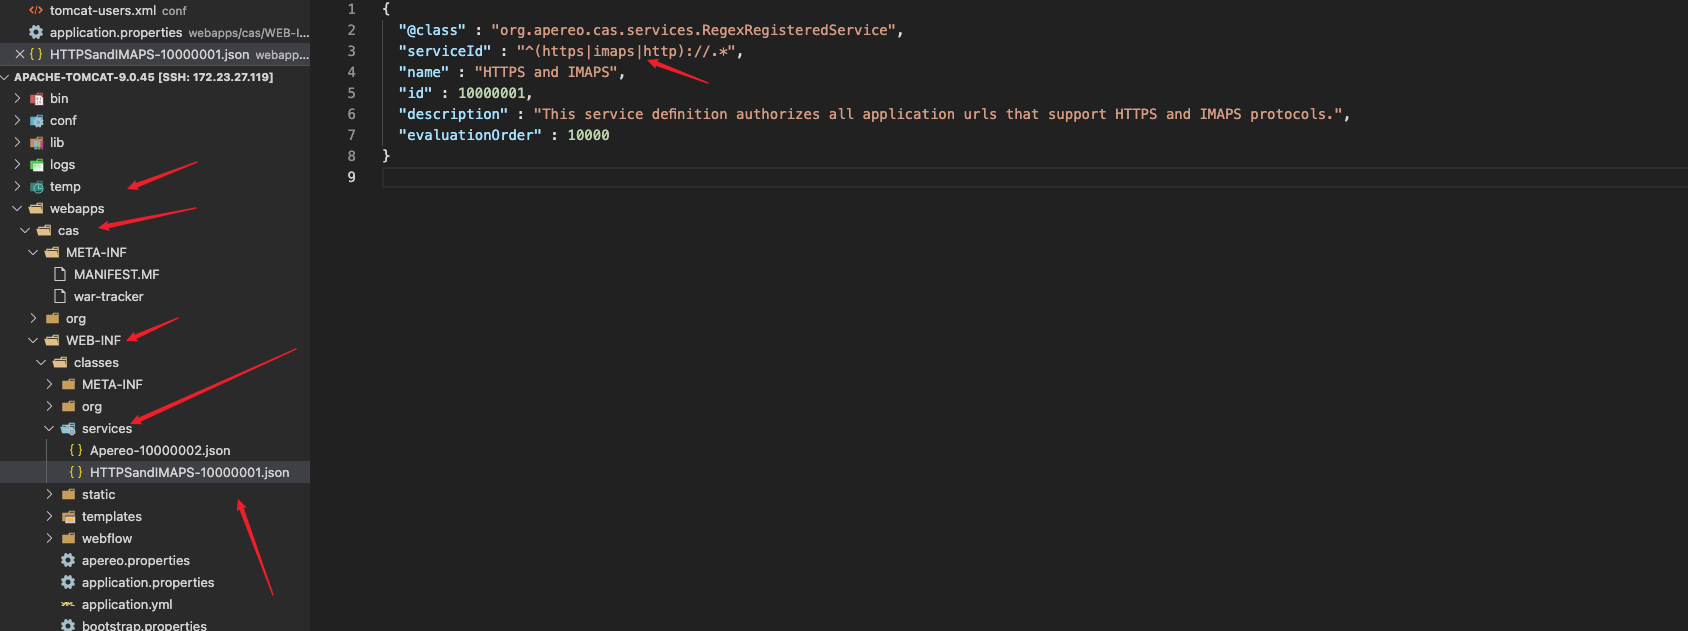 tomcat-users.xml conf
application.properties webapps/cas/WEB-I...
HTTPSandIMAPS-10000001.json webapp...
APACHE-TOMCAT-9.0.45 [SSH: 172.23.27.119]
bin
conf
lib
logs
temp
webapps
cas
META-INF
MANIFEST.MF
war-tracker
org
WEB-INF
classes
META-INF
org
services
{ } Apereo-10000002.json
{ } HTTPSandIMAPS-10000001.json
static
templates
webflow
apereo.properties
application.properties
application.yml
bootstrap.properties
1 {
2 "@class" : "org.apereo.cas.services.RegexRegisteredService",
3 "serviceId" : "^(https|imaps|http)://.*",
4 "name" : "HTTPS and IMAPS",
5 "id" : 10000001,
6 "description" : "This service definition authorizes all application urls that support HTTPS and IMAPS protocols.",
7 "evaluationOrder" : 10000
8 }
9